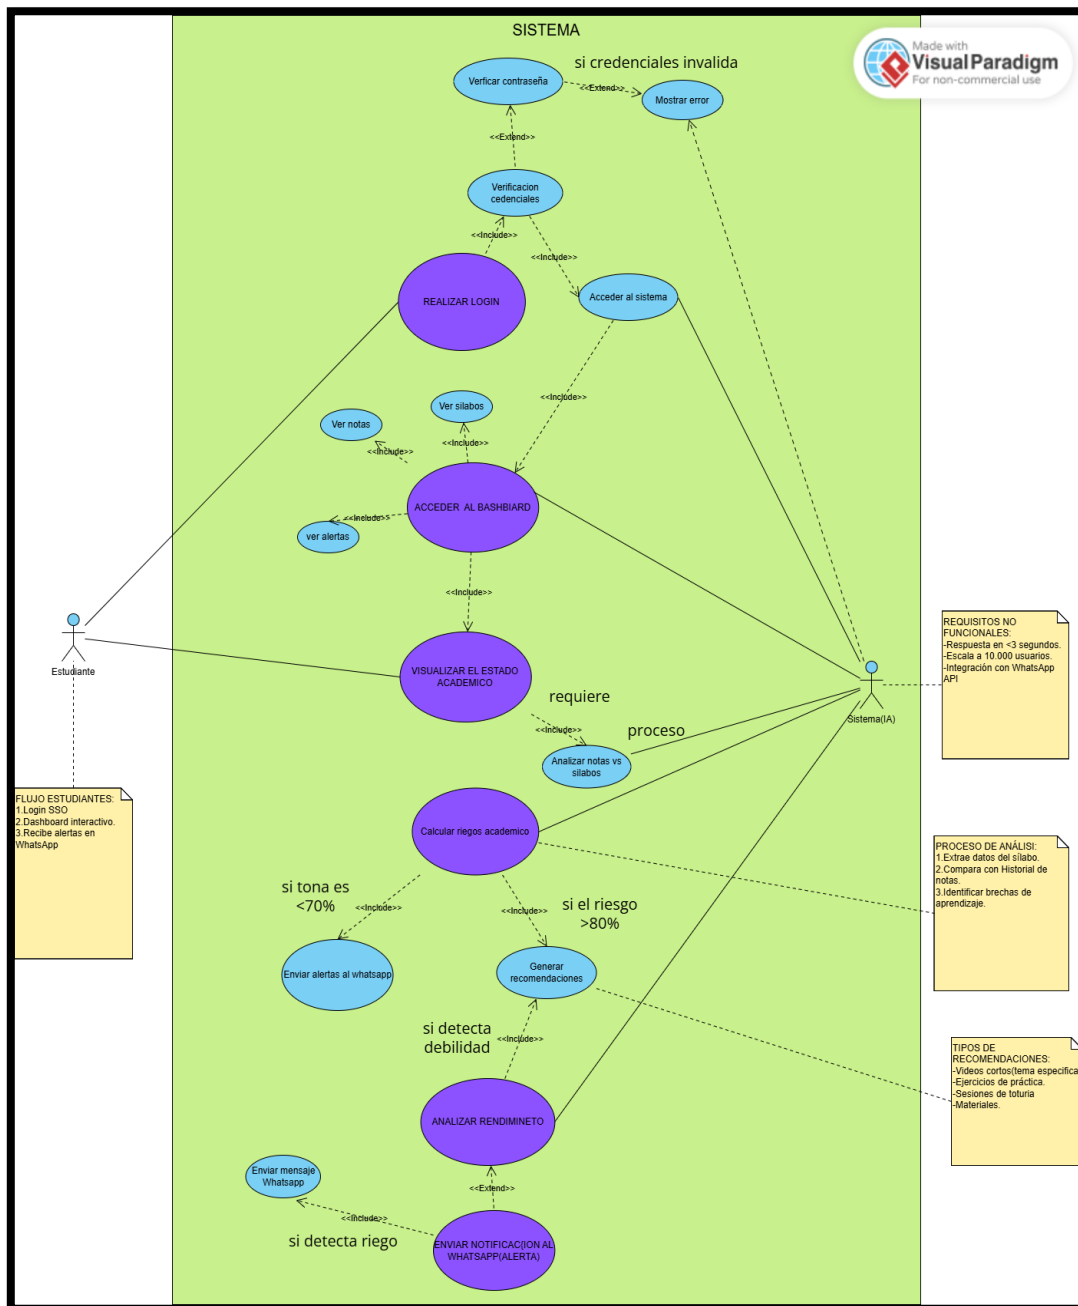 SISTEMA
Made with
VisualParadigm
For non-commercial use
si credenciales invalida
Verficar contraseña
<<Extend>>
Mostrar error
<<Extend>>
Verificacion
cedenciales
<<Include>>
<<Include>>
REALIZAR LOGIN
Acceder al sistema
<<Include>>
Ver silabos
Ver notas
<<Include>>
<<Include>>
ACCEDER  AL BASHBIARD
<<Include>>
ver alertas
<<Include>>
Estudiante
VISUALIZAR EL ESTADO
ACADEMICO
REQUISITOS NO
FUNCIONALES:
-Respuesta en <3 segundos.
-Escala a 10.000 usuarios.
-Integración con WhatsApp
API
Sistema(IA)
requiere
<<Include>>
proceso
Analizar notas vs
silabos
FLUJO ESTUDIANTES:
1.Login SSO
2.Dashboard interactivo.
3.Recibe alertas en
WhatsApp
Calcular riegos academico
PROCESO DE ANÁLISI:
1.Extrae datos del sílabo.
2.Compara con Historial de
notas.
3.Identificar brechas de
aprendizaje.
si tona es
<70%
<<Include>>
<<Include>>
si el riesgo
>80%
Enviar alertas al whatsapp
Generar
recomendaciones
si detecta
debilidad
<<Include>>
TIPOS DE
RECOMENDACIONES:
-Videos cortos(tema especifica
-Ejercicios de práctica.
-Sesiones de toturia
-Materiales.
ANALIZAR RENDIMINETO
Enviar mensaje
Whatsapp
<<Extend>>
<<Include>>
si detecta riego
ENVIAR NOTIFICAC{ION AL
WHATSAPP(ALERTA)